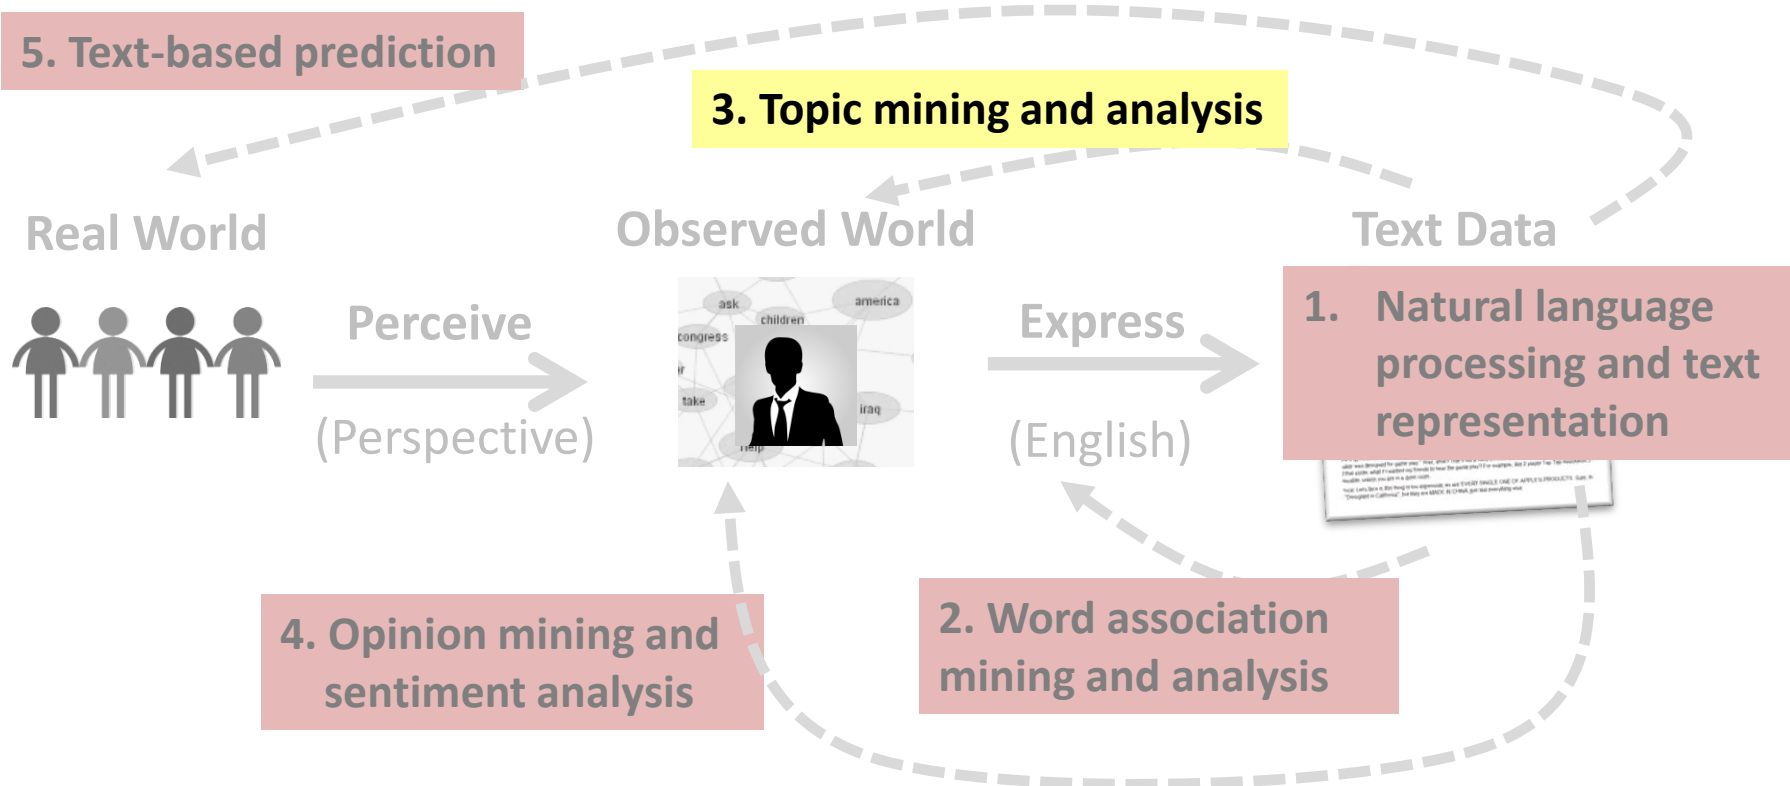 5. Text-based prediction
3. Topic mining and analysis
Real World
Observed World
Text Data
Perceive
(Perspective)
ask
america
children
congress
take
iraq
Express
(English)
1. Natural language
processing and text
representation
4. Opinion mining and
sentiment analysis
2. Word association
mining and analysis